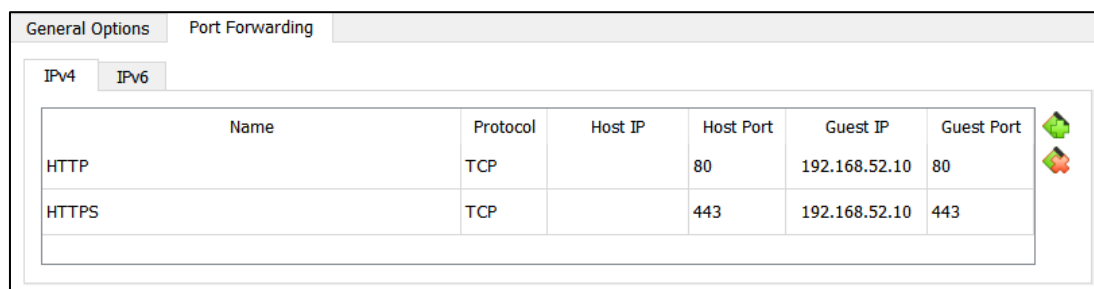 General Options Port Forwarding
IPv4 IPv6
Name Protocol Host IP Host Port Guest IP Guest Port
HTTP TCP 80 192.168.52.10 80
HTTPS TCP 443 192.168.52.10 443